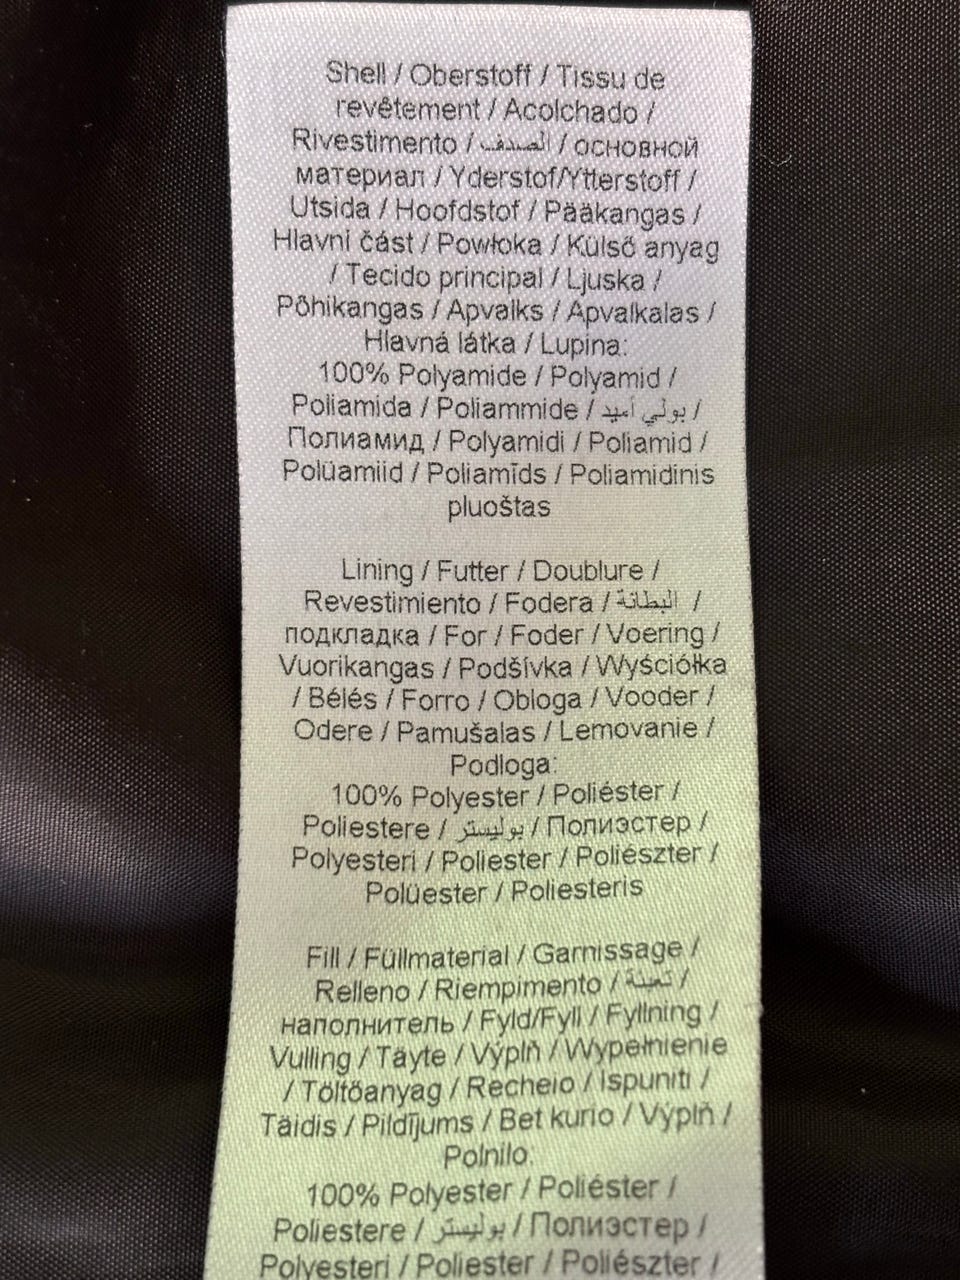 Shell / Oberstoff / Tissu de
revêtement / Acolchado /
Rivestimento / الصدف / основной
материал / Yderstof/Ytterstoff /
Utsida / Hoofdstof / Pääkangas /
Hlavní část / Powłoka / Külső anyag
/ Tecido principal / Ljuska /
Põhikangas / Apvalks / Apvalkalas /
Hlavná látka / Lupina:
100% Polyamide / Polyamid /
Poliamida / Poliammide / بولي أميد /
Полиамид / Polyamidi / Poliamid /
Polüamiid / Poliamīds / Poliamidinis
pluoštas
Lining / Futter / Doublure /
Revestimiento / Fodera / البطانة /
подкладка / For / Foder / Voering /
Vuorikangas / Podšívka / Wyściółka
/ Bélés / Forro / Obloga / Vooder /
Odere / Pamušalas / Lemovanie /
Podloga:
100% Polyester / Poliéster /
Poliestere / بوليستر / Полиэстер /
Polyesteri / Poliester / Poliészter /
Polüester / Poliesteris
Fill / Füllmaterial / Garnissage /
Relleno / Riempimento / تعبئة /
наполнитель / Fyld/Fyll / Fyllning /
Vulling / Täyte / Výplň / Wypełnienie
/ Töltőanyag / Recheio / Ispuniti /
Täidis / Pildījums / Bet kurio / Výplň /
Polnilo:
100% Polyester / Poliéster /
Poliestere / بوليستر / Полиэстер /
Polyesteri / Poliester / Poliészter /